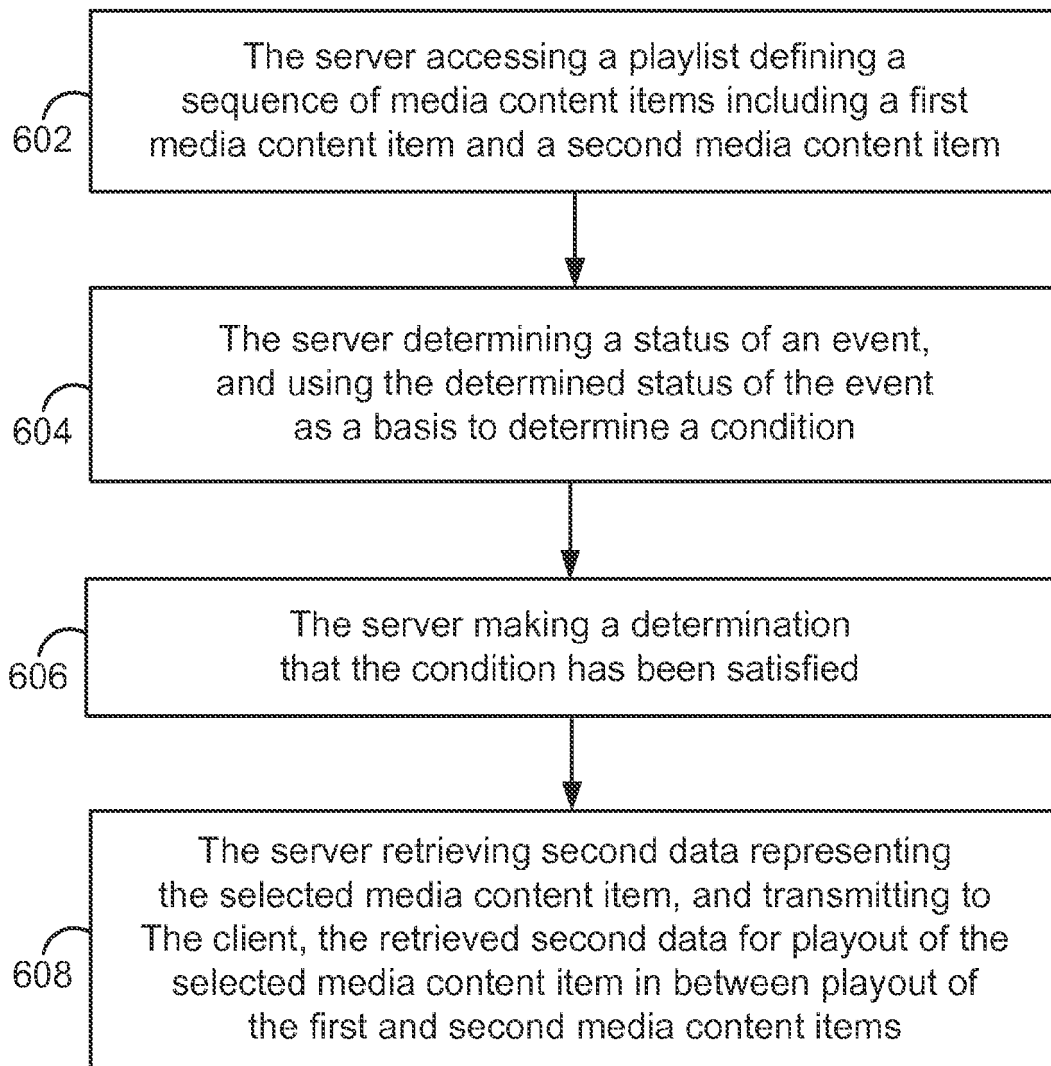 The server accessing a playlist defining a
sequence of media content items including a first
media content item and a second media content item
602
The server determining a status of an event,
and using the determined status of the event
as a basis to determine a condition
604
The server making a determination
that the condition has been satisfied
606
The server retrieving second data representing
the selected media content item, and transmitting to
The client, the retrieved second data for playout of the
selected media content item in between playout of
the first and second media content items
608